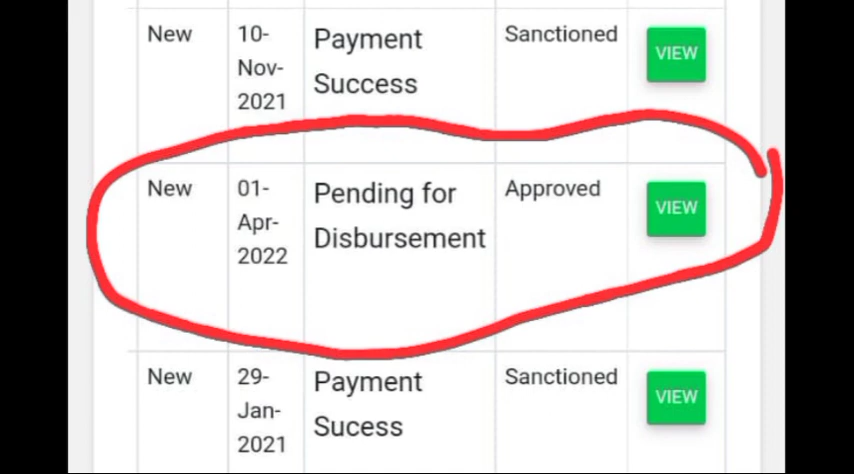 New 10- Payment Sanctioned VIEW
Nov- Success
2021
New 01- Pending for Approved VIEW
Apr- Disbursement
2022
New 29- Payment Sanctioned VIEW
Jan- Sucess
2021